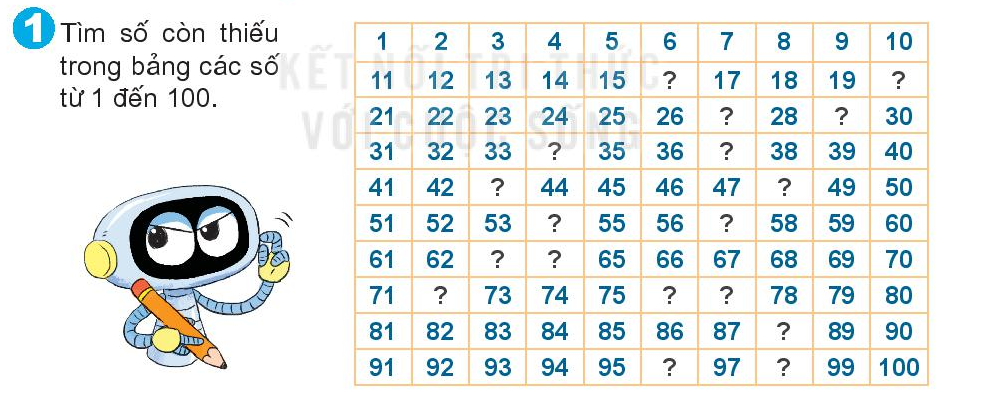 1 Tìm số còn thiếu
trong bảng các số
từ 1 đến 100.
KẾT NỐI TRI THỨC
VỚI CUỘC SỐNG
1 2 3 4 5 6 7 8 9 10
11 12 13 14 15 ? 17 18 19 ?
21 22 23 24 25 26 ? 28 ? 30
31 32 33 ? 35 36 ? 38 39 40
41 42 ? 44 45 46 47 ? 49 50
51 52 53 ? 55 56 ? 58 59 60
61 62 ? ? 65 66 67 68 69 70
71 ? 73 74 75 ? ? 78 79 80
81 82 83 84 85 86 87 ? 89 90
91 92 93 94 95 ? 97 ? 99 100